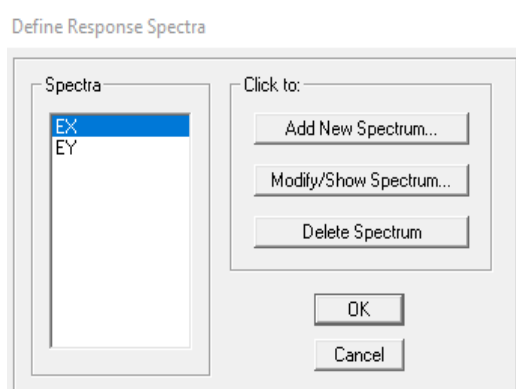 Define Response Spectra
Spectra
EX
EY
Click to:
Add New Spectrum...
Modify/Show Spectrum...
Delete Spectrum
OK
Cancel